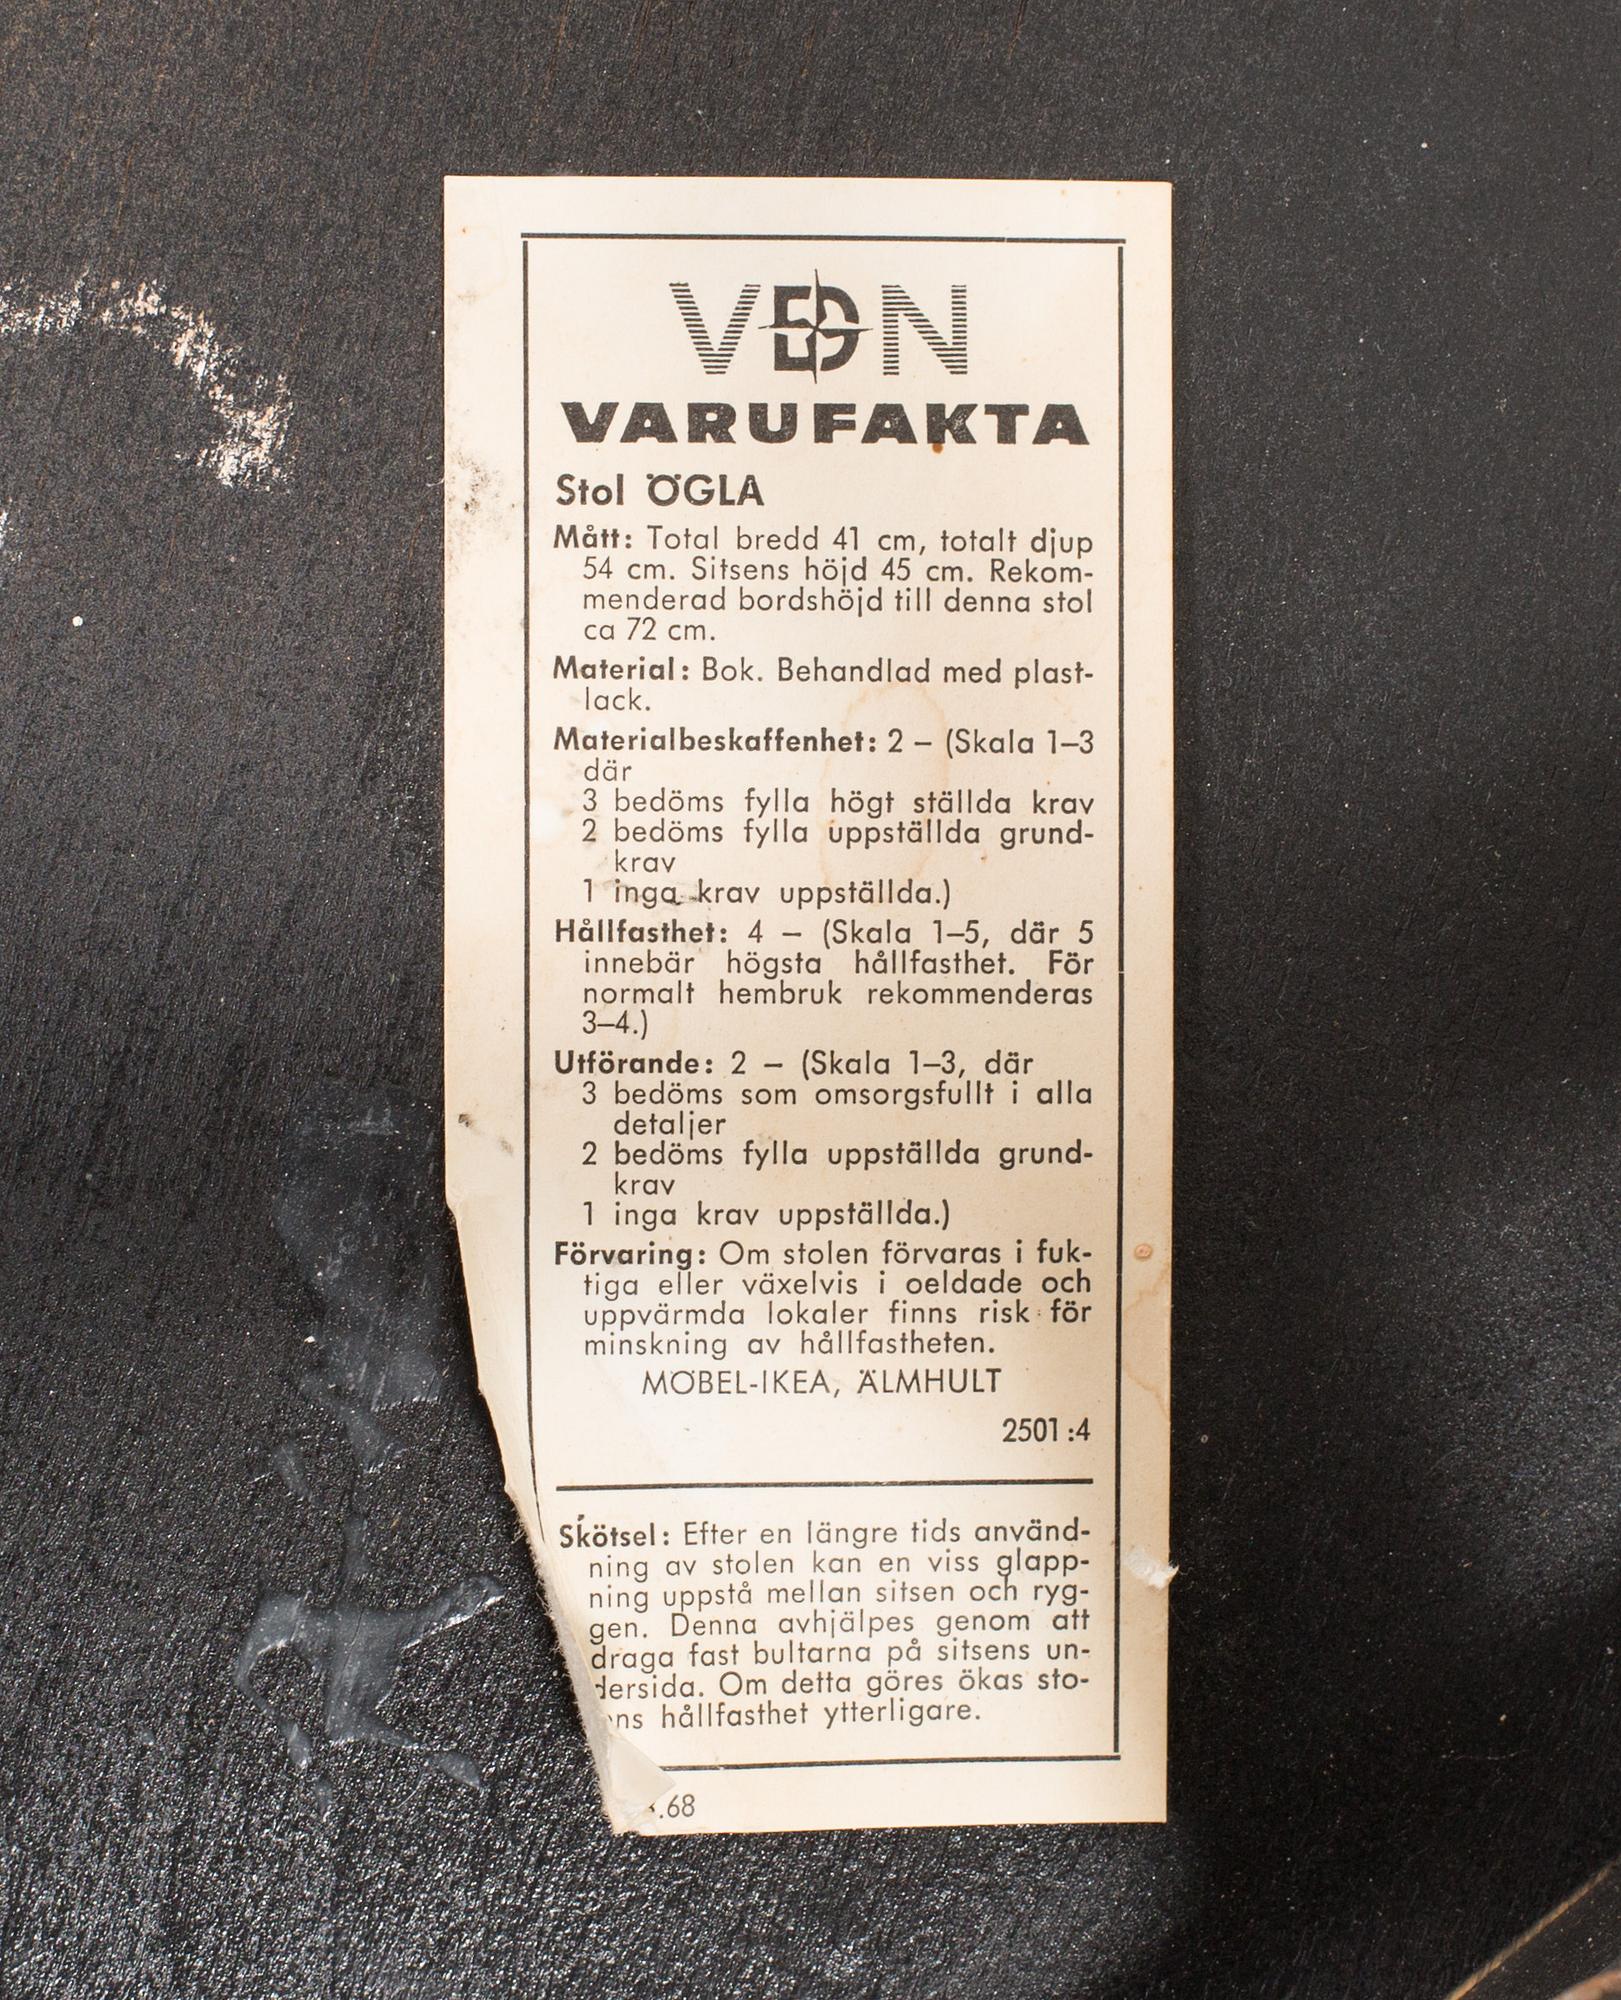 VDN
VARUFAKTA
Stol ÖGLA
Mått: Total bredd 41 cm, totalt djup
54 cm. Sitsens höjd 45 cm. Rekom-
menderad bordshöjd till denna stol
ca 72 cm.
Material: Bok. Behandlad med plast-
lack.
Materialbeskaffenhet: 2 – (Skala 1–3
där
3 bedöms fylla högt ställda krav
2 bedöms fylla uppställda grund-
krav
1 inga krav uppställda.)
Hållfasthet: 4 – (Skala 1–5, där 5
innebär högsta hållfasthet. För
normalt hembruk rekommenderas
3–4.)
Utförande: 2 – (Skala 1–3, där
3 bedöms som omsorgsfullt i alla
detaljer
2 bedöms fylla uppställda grund-
krav
1 inga krav uppställda.)
Förvaring: Om stolen förvaras i fuk-
tiga eller växelvis i oeldade och
uppvärmda lokaler finns risk för
minskning av hållfastheten.
MÖBEL-IKEA, ÄLMHULT
2501:4
Skötsel: Efter en längre tids använd-
ning av stolen kan en viss glapp-
ning uppstå mellan sitsen och ryg-
gen. Denna avhjälpes genom att
draga fast bultarna på sitsens un-
dersida. Om detta göres ökas sto-
ns hållfasthet ytterligare.
.68